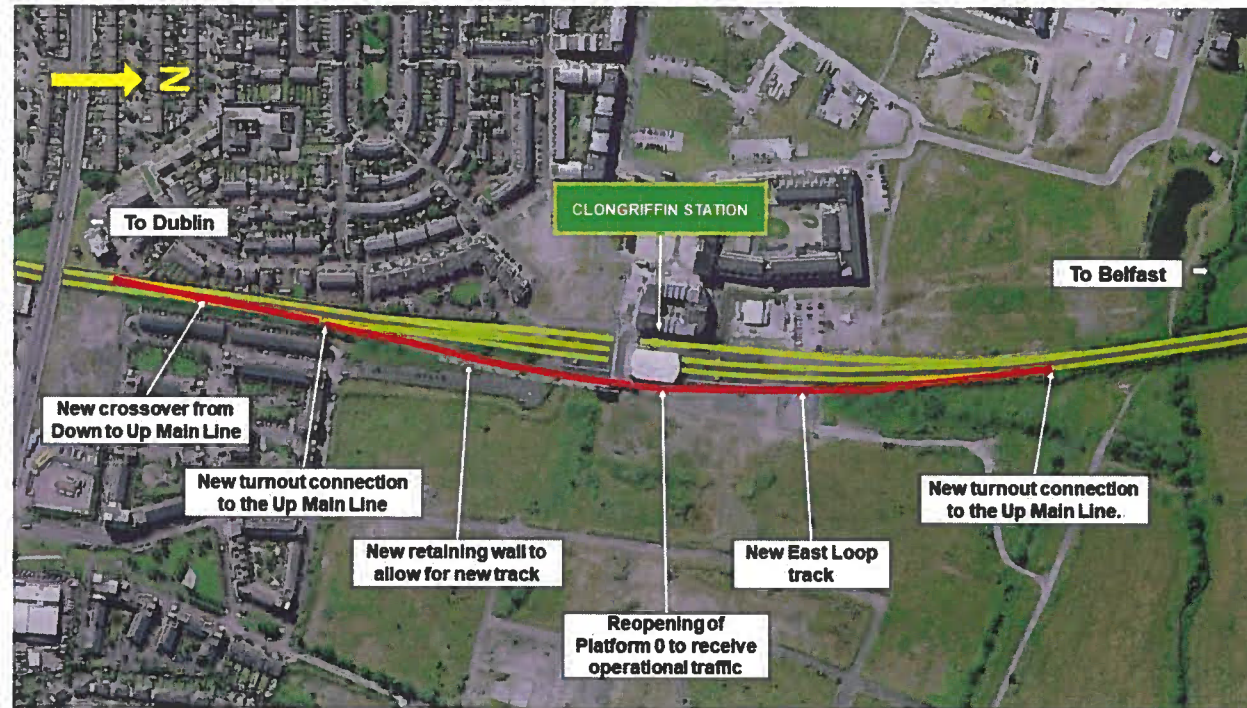 N
CLONGRIFFIN STATION
To Dublin
To Belfast
New crossover from
Down to Up Main Line
New turnout connection
to the Up Main Line
New retaining wall to
allow for new track
Reopening of
Platform 0 to receive
operational traffic
New East Loop
track
New turnout connection
to the Up Main Line.